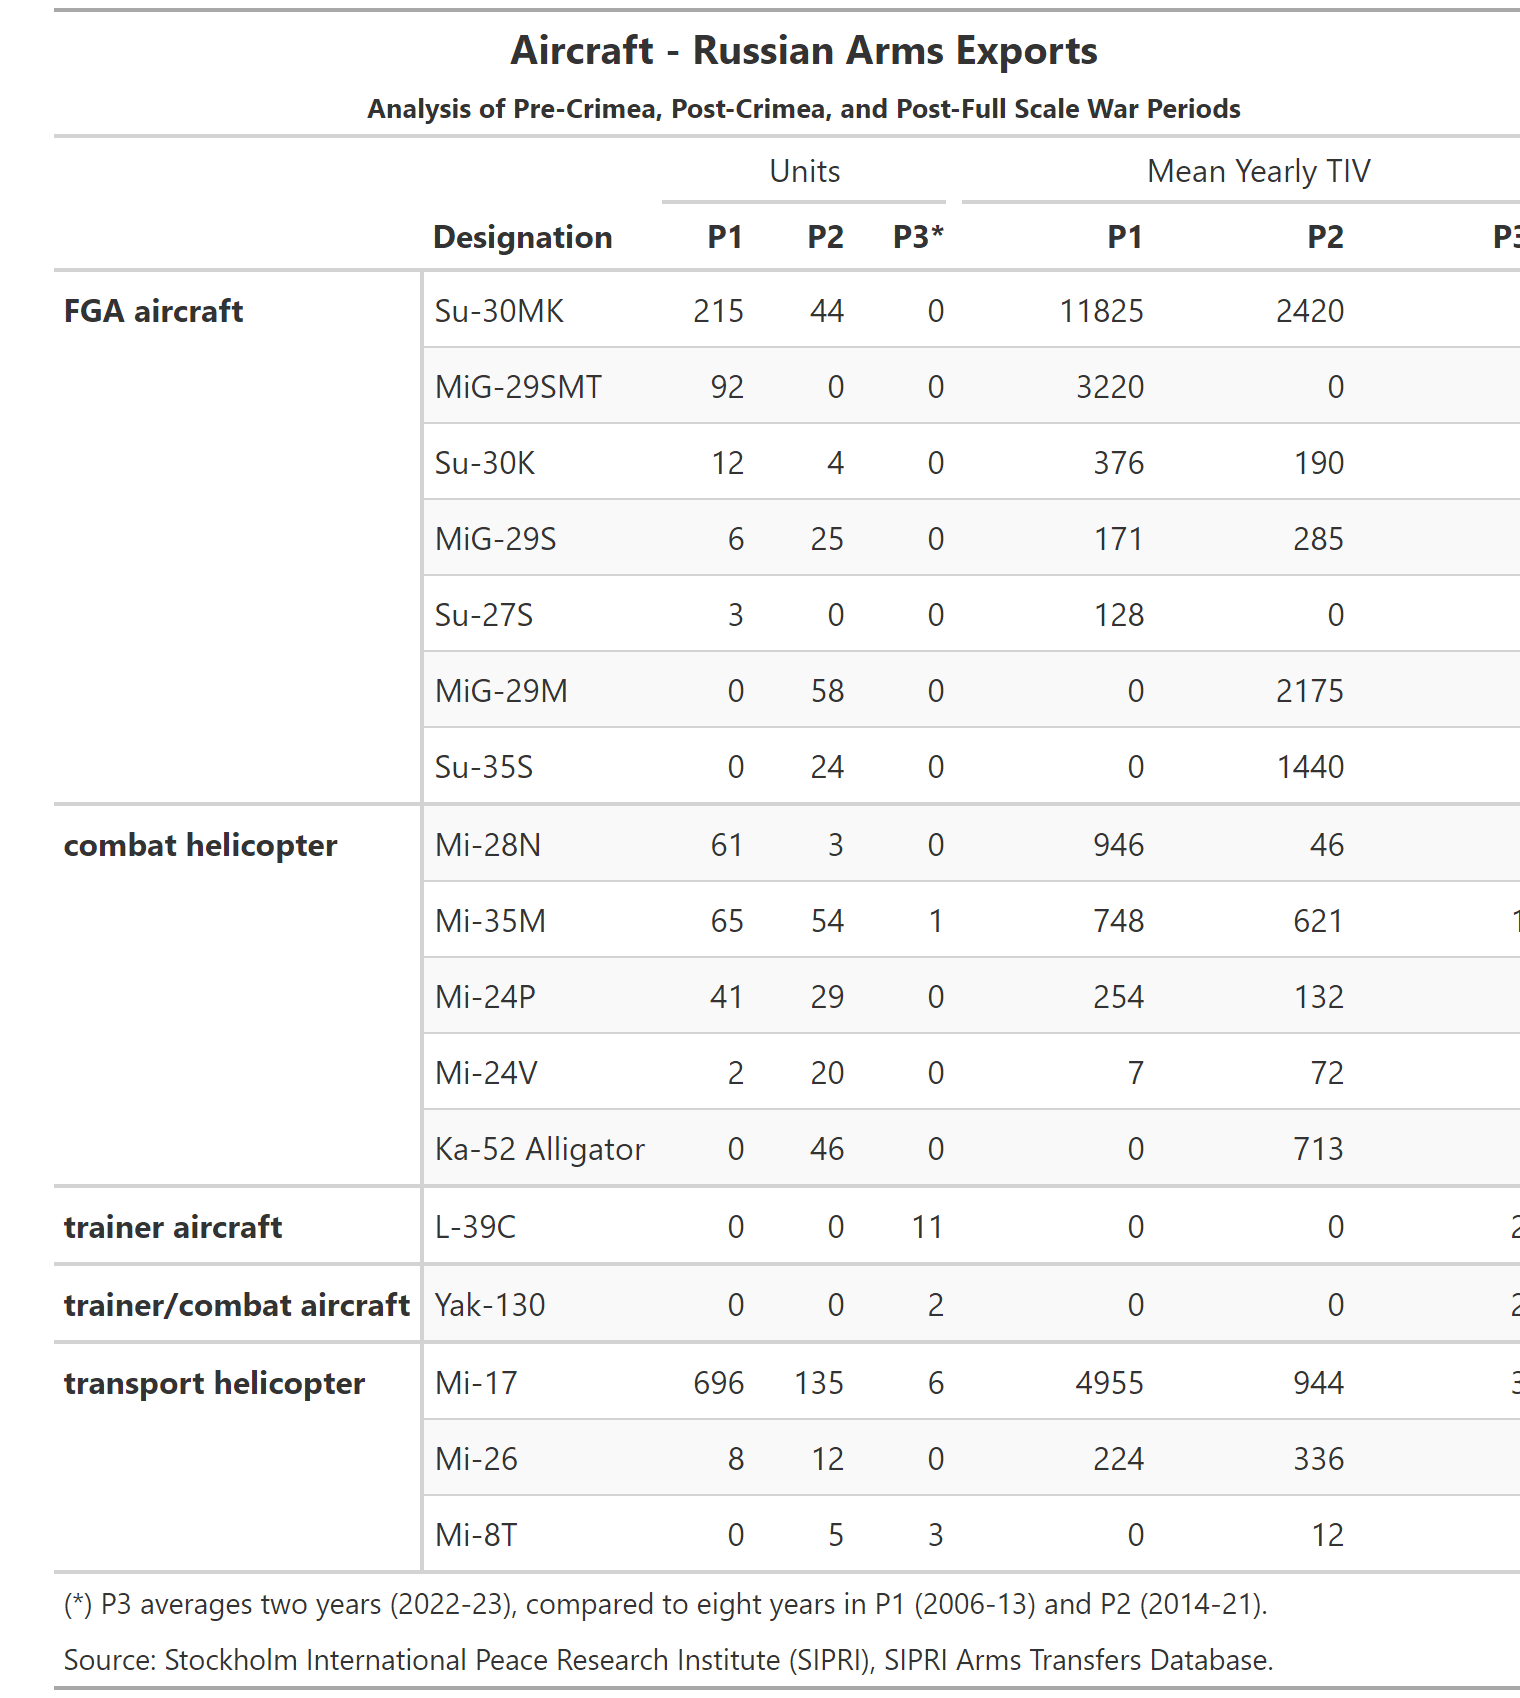 Aircraft - Russian Arms Exports
Analysis of Pre-Crimea, Post-Crimea, and Post-Full Scale War Periods
Units Mean Yearly TIV
Designation P1 P2 P3* P1 P2
FGA aircraft Su-30MK 215 44 0 11825 2420
MiG-29SMT 92 0 0 3220 0
Su-30K 12 4 0 376 190
MiG-29S 6 25 0 171 285
Su-27S 3 0 0 128 0
MiG-29M 0 58 0 0 2175
Su-35S 0 24 0 0 1440
combat helicopter Mi-28N 61 3 0 946 46
Mi-35M 65 54 1 748 621
Mi-24P 41 29 0 254 132
Mi-24V 2 20 0 7 72
Ka-52 Alligator 0 46 0 0 713
trainer aircraft L-39C 0 0 11 0 0
trainer/combat aircraft Yak-130 0 0 2 0 0
transport helicopter Mi-17 696 135 6 4955 944
Mi-26 8 12 0 224 336
Mi-8T 0 5 3 0 12
(*) P3 averages two years (2022-23), compared to eight years in P1 (2006-13) and P2 (2014-21).
Source: Stockholm International Peace Research Institute (SIPRI), SIPRI Arms Transfers Database.